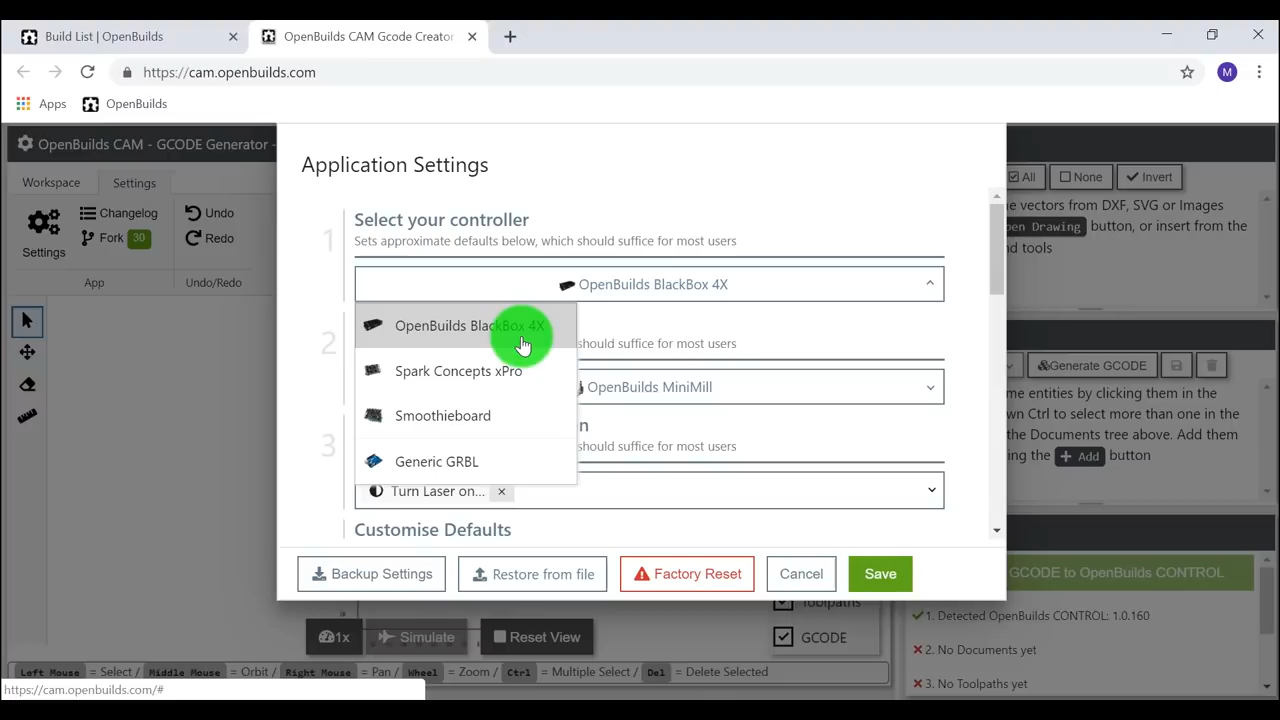 Build List | OpenBuilds
OpenBuilds CAM Gcode Creator
https://cam.openbuilds.com
M
Apps
OpenBuilds
OpenBuilds CAM - GCODE Generator -
Workspace
Settings
Settings
Changelog
Fork 30
App
Undo
Redo
Undo/Redo
Application Settings
1
Select your controller
Sets approximate defaults below, which should suffice for most users
OpenBuilds BlackBox 4X
OpenBuilds BlackBox 4X
Spark Concepts xPro
Smoothieboard
Generic GRBL
2
should suffice for most users
OpenBuilds MiniMill
3
n
should suffice for most users
Turn Laser on...
Customise Defaults
Backup Settings
Restore from file
Factory Reset
Cancel
Save
All
None
Invert
e vectors from DXF, SVG or Images
pen Drawing button, or insert from the
d tools
Generate GCODE
me entities by clicking them in the
wn Ctrl to select more than one in the
the Documents tree above. Add them
ing the + Add button
GCODE to OpenBuilds CONTROL
1. Detected OpenBuilds CONTROL: 1.0.160
2. No Documents yet
3. No Toolpaths yet
Toolpaths
GCODE
1x
Simulate
Reset View
Left Mouse = Select / Middle Mouse = Orbit / Right Mouse = Pan / Wheel = Zoom / Ctrl = Multiple Select / Del = Delete Selected
https://cam.openbuilds.com/#